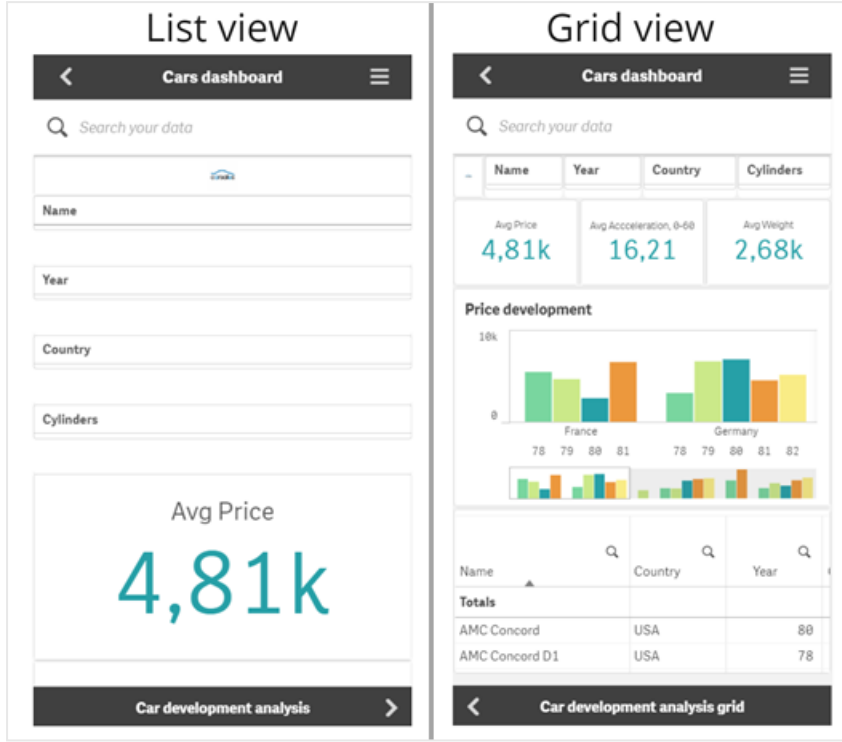 List view
Cars dashboard
Search your data
Name
Year
Country
Cylinders
Avg Price
4,81k
Car development analysis
Grid view
Cars dashboard
Search your data
Name Year Country Cylinders
Avg Price Avg Accceleration, 0-60 Avg Weight
4,81k 16,21 2,68k
Price development
10k
0
France Germany
78 79 80 81 78 79 80 81 82
Name Country Year
Totals
AMC Concord USA 80
AMC Concord D1 USA 78
Car development analysis grid